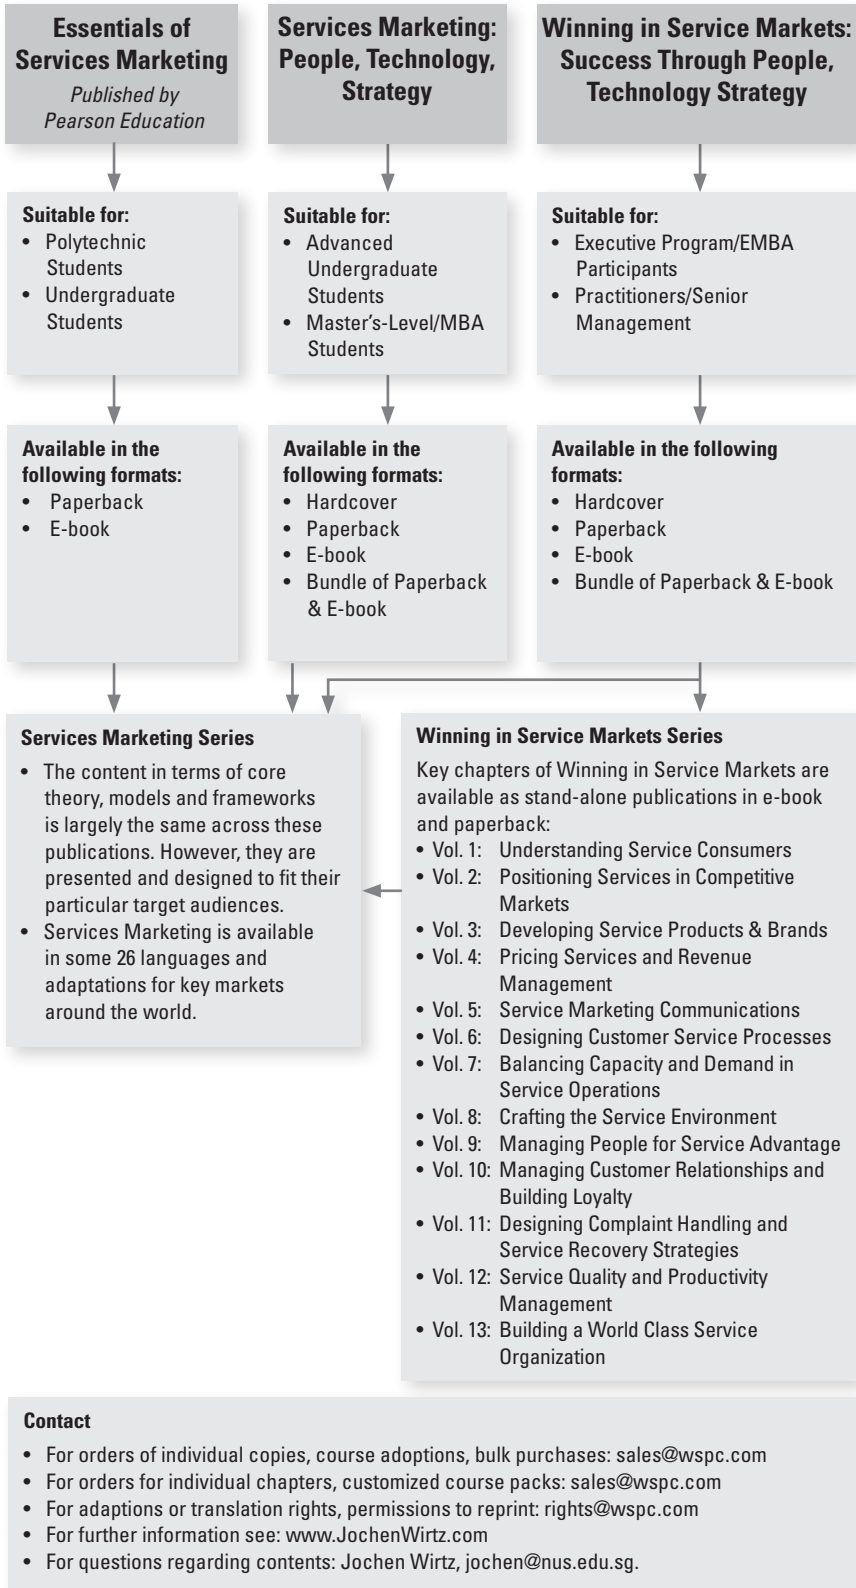 Essentials of
Services Marketing
Published by
Pearson Education
Services Marketing:
People, Technology,
Strategy
Winning in Service Markets:
Success Through People,
Technology Strategy
Suitable for:
• Polytechnic
Students
• Undergraduate
Students
Suitable for:
• Advanced
Undergraduate
Students
• Master's-Level/MBA
Students
Suitable for:
• Executive Program/EMBA
Participants
• Practitioners/Senior
Management
Available in the
following formats:
• Paperback
• E-book
Available in the
following formats:
• Hardcover
• Paperback
• E-book
• Bundle of Paperback
& E-book
Available in the following
formats:
• Hardcover
• Paperback
• E-book
• Bundle of Paperback & E-book
Services Marketing Series
• The content in terms of core
theory, models and frameworks
is largely the same across these
publications. However, they are
presented and designed to fit their
particular target audiences.
• Services Marketing is available
in some 26 languages and
adaptations for key markets
around the world.
Winning in Service Markets Series
Key chapters of Winning in Service Markets are
available as stand-alone publications in e-book
and paperback:
• Vol. 1: Understanding Service Consumers
• Vol. 2: Positioning Services in Competitive
Markets
• Vol. 3: Developing Service Products & Brands
• Vol. 4: Pricing Services and Revenue
Management
• Vol. 5: Service Marketing Communications
• Vol. 6: Designing Customer Service Processes
• Vol. 7: Balancing Capacity and Demand in
Service Operations
• Vol. 8: Crafting the Service Environment
• Vol. 9: Managing People for Service Advantage
• Vol. 10: Managing Customer Relationships and
Building Loyalty
• Vol. 11: Designing Complaint Handling and
Service Recovery Strategies
• Vol. 12: Service Quality and Productivity
Management
• Vol. 13: Building a World Class Service
Organization
Contact
• For orders of individual copies, course adoptions, bulk purchases: sales@wspc.com
• For orders for individual chapters, customized course packs: sales@wspc.com
• For adaptions or translation rights, permissions to reprint: rights@wspc.com
• For further information see: www.JochenWirtz.com
• For questions regarding contents: Jochen Wirtz, jochen@nus.edu.sg.